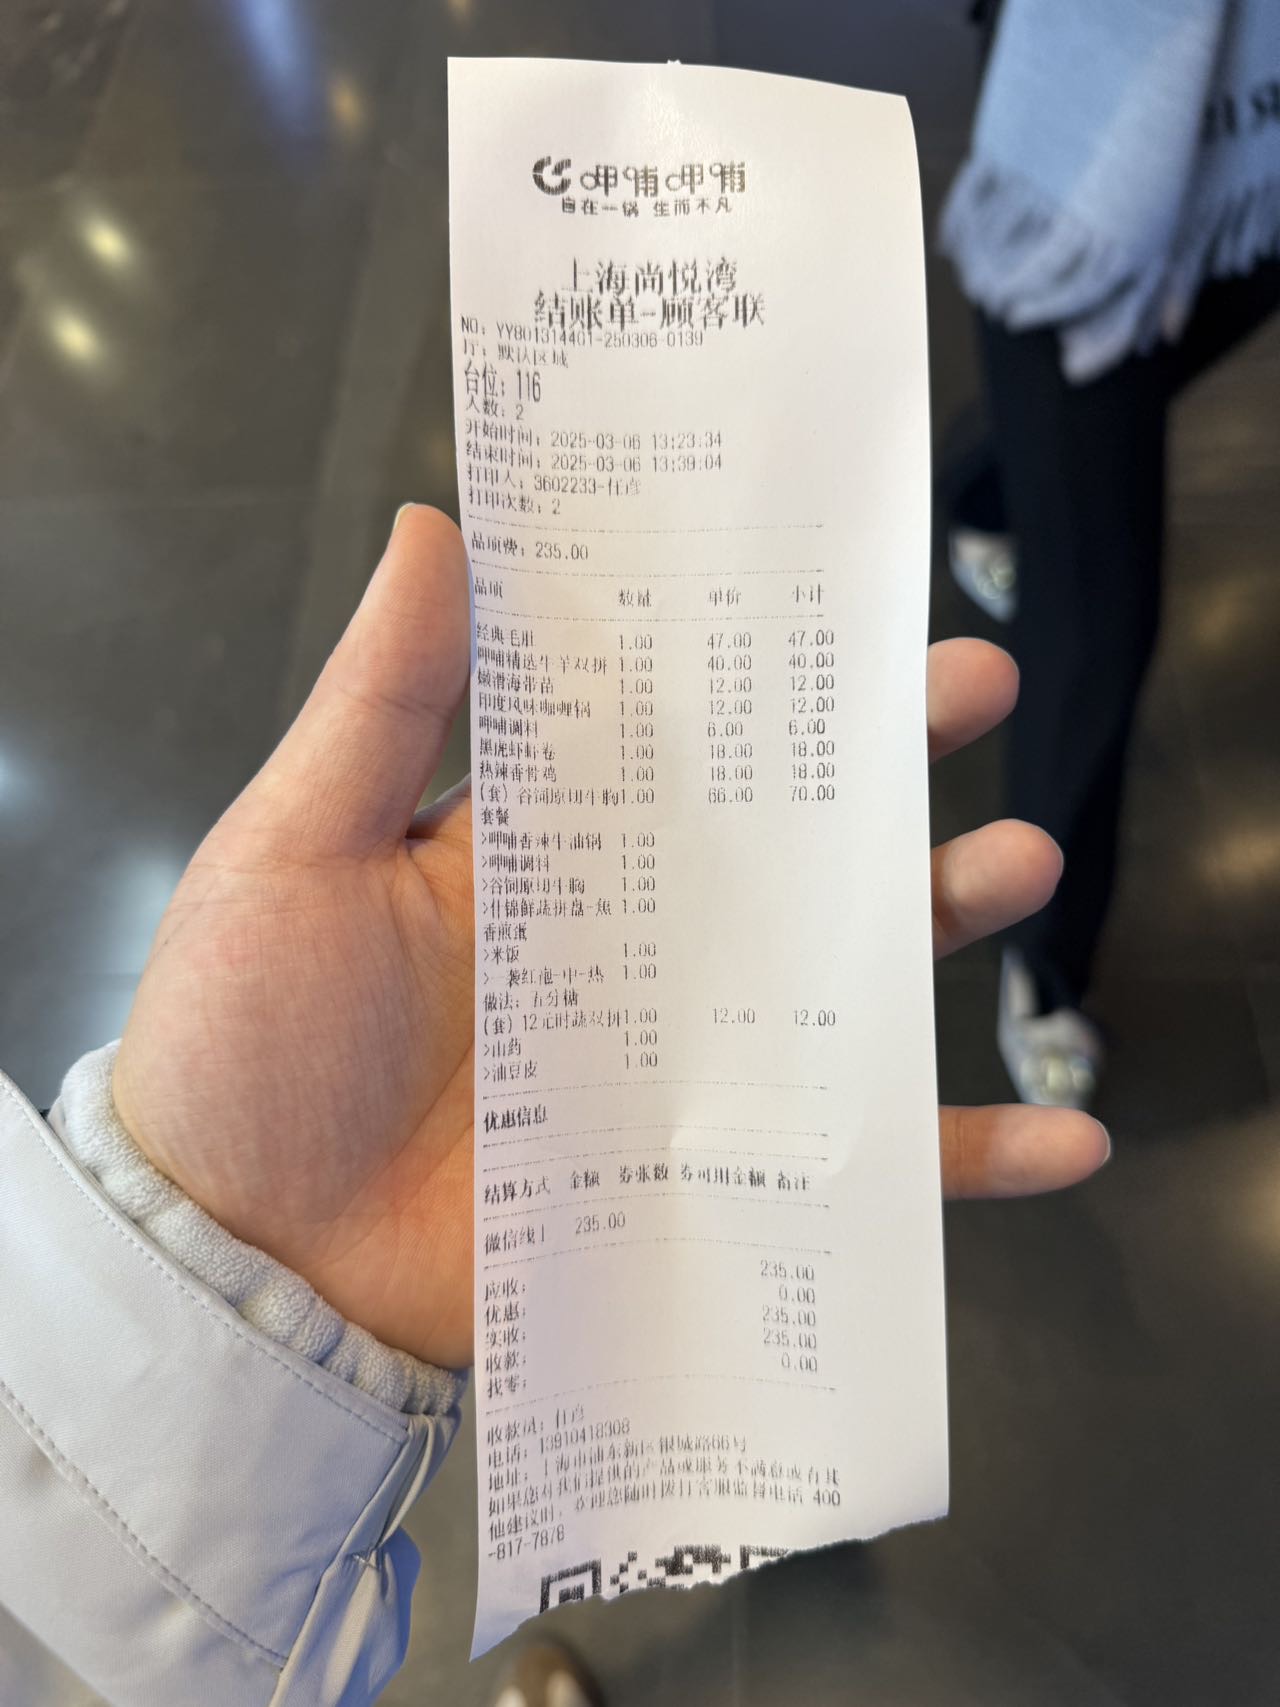 呷哺呷哺
自在一锅 生而不凡
上海尚悦湾
结账单-顾客联
NO: YY801314401-250306-0139
厅: 默认区域
台位: 116
人数: 2
开始时间: 2025-03-06 13:23:34
结束时间: 2025-03-06 13:39:04
打印人: 3602233-任彦
打印次数: 2
品项费: 235.00
品项 数量 单价 小计
经典毛肚 1.00 47.00 47.00
呷哺精选牛羊双拼 1.00 40.00 40.00
嫩滑海带苗 1.00 12.00 12.00
印度风味咖喱锅 1.00 12.00 12.00
呷哺调料 1.00 6.00 6.00
黑虎虾虾卷 1.00 18.00 18.00
热辣香骨鸡 1.00 18.00 18.00
(套) 谷饲原切牛胸 1.00 66.00 70.00
套餐
>呷哺香辣牛油锅 1.00
>呷哺调料 1.00
>谷饲原切牛胸 1.00
>什锦鲜蔬拼盘-焦 1.00
香煎蛋
>米饭 1.00
>一袭红袍-中-热 1.00
做法: 五分糖
(套) 12元时蔬双拼 1.00 12.00 12.00
>山药 1.00
>油豆皮 1.00
优惠信息
结算方式 金额 券张数 券可用金额 备注
微信线上 235.00
应收: 235.00
优惠: 0.00
实收: 235.00
收款: 235.00
找零: 0.00
收款员: 任彦
电话: 13910418308
地址: 上海市浦东新区银城路66号
如果您对我们提供的产品或服务不满意或有其
他建议时, 欢迎您随时拨打客服监督电话 400
-817-7878